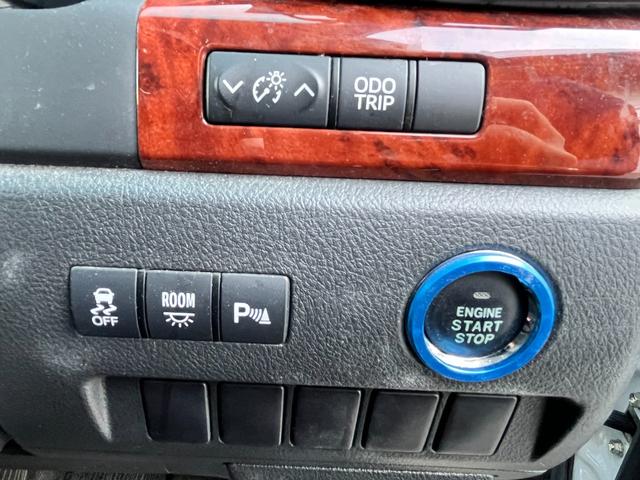 ODO
TRIP
OFF
ROOM
P
ENGINE
START
STOP